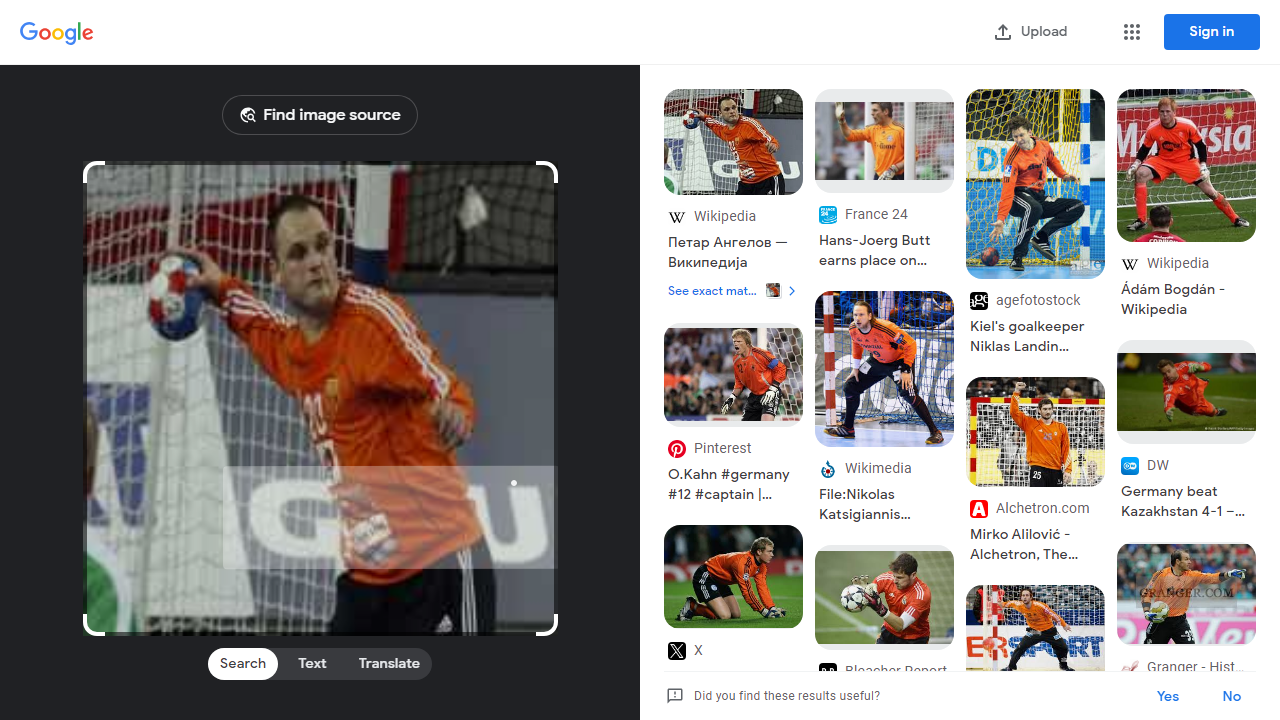 Google
Upload
Sign in
Find image source
G U
Search
Text
Translate
Wikipedia
Петар Ангелов —
Википедија
See exact mat...
Pinterest
O.Kahn #germany
#12 #captain |...
X
France 24
Hans-Joerg Butt
earns place on...
Wikimedia
File:Nikolas
Katsigiannis...
Bleacher Report
agefotostock
Kiel's goalkeeper
Niklas Landin...
25
Alchetron.com
Mirko Alilović -
Alchetron, The...
ERSPORT
Malaysia
Wikipedia
Ádám Bogdán -
Wikipedia
DW
Germany beat
Kazakhstan 4-1 –...
GRANGER.COM
Granger - Hist...
Did you find these results useful?
Yes
No